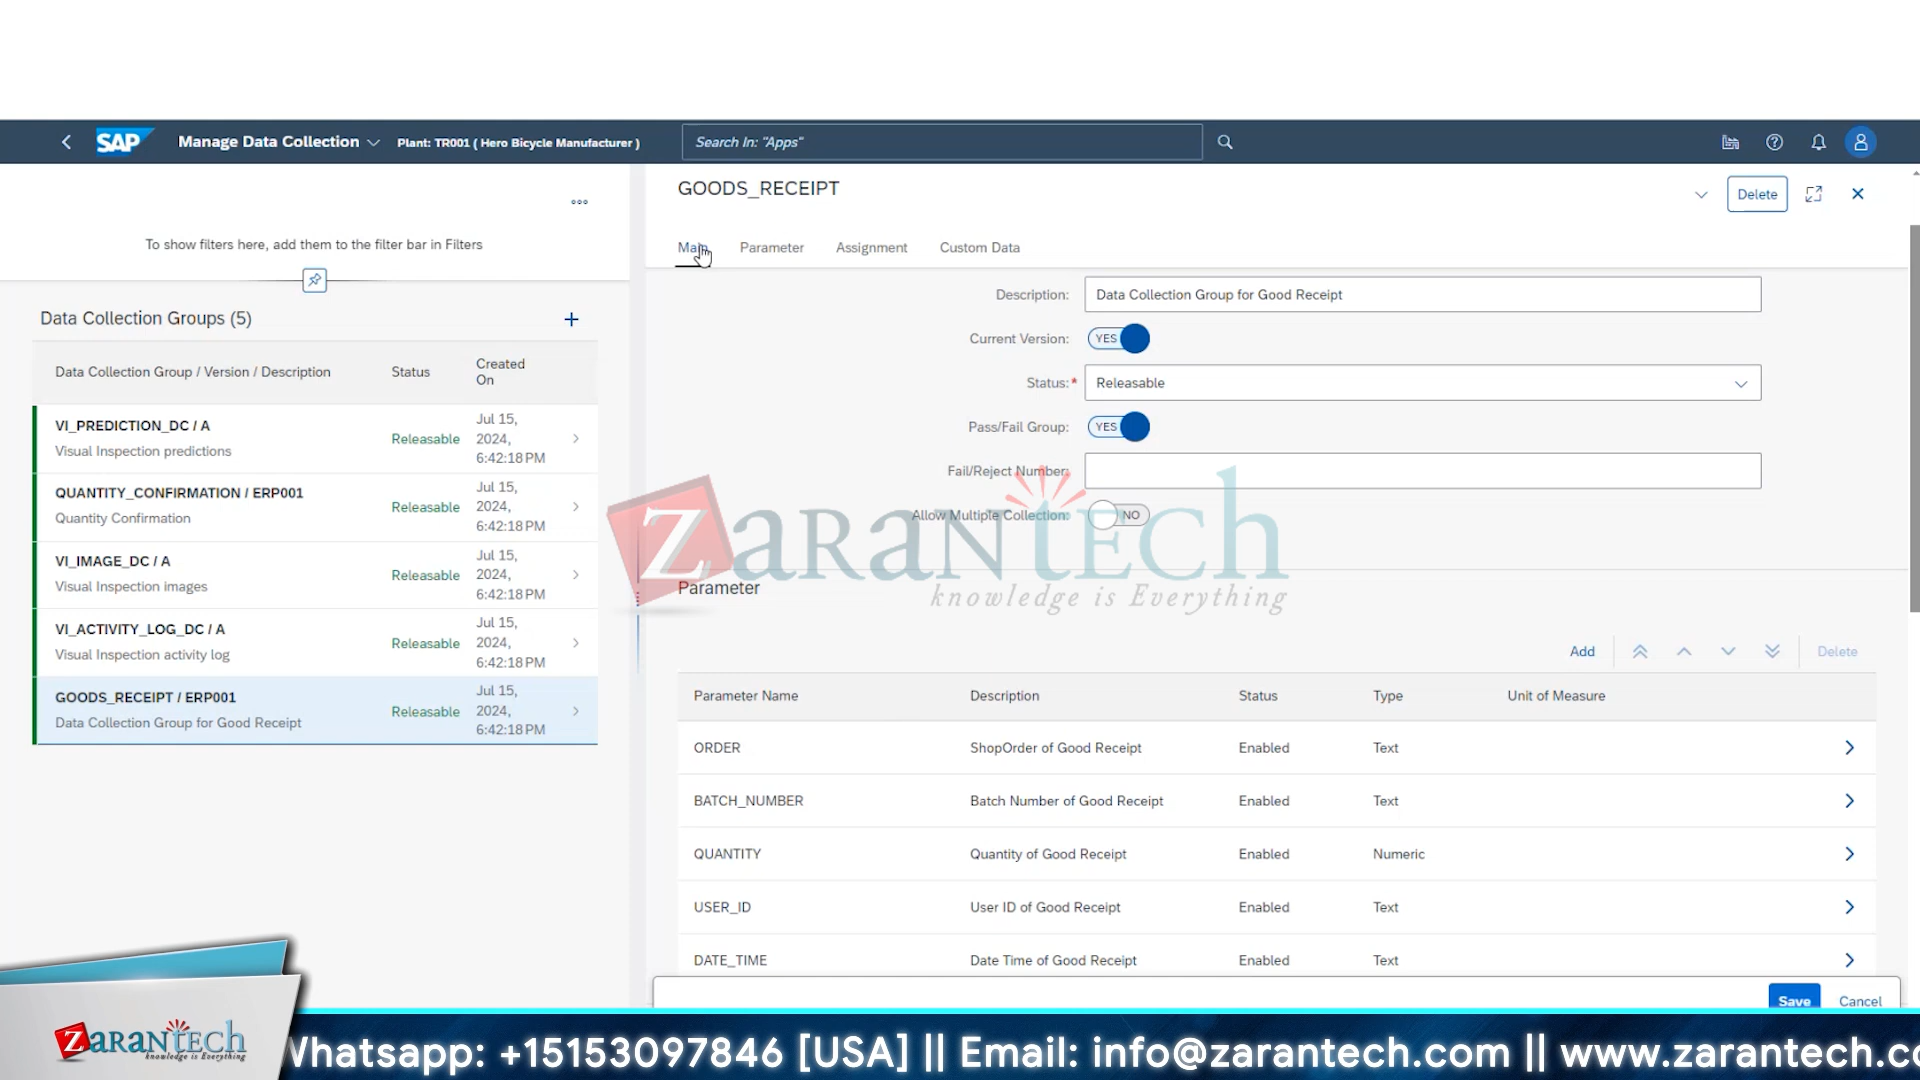 SAP Manage Data Collection Plant: TR001 ( Hero Bicycle Manufacturer ) Search In: "Apps"
To show filters here, add them to the filter bar in Filters
Data Collection Groups (5)
Data Collection Group / Version / Description Status Created On
VI_PREDICTION_DC / A
Visual Inspection predictions
Releasable
Jul 15,
2024,
6:42:18 PM
QUANTITY_CONFIRMATION / ERP001
Quantity Confirmation
Releasable
Jul 15,
2024,
6:42:18 PM
VI_IMAGE_DC / A
Visual Inspection images
Releasable
Jul 15,
2024,
6:42:18 PM
VI_ACTIVITY_LOG_DC / A
Visual Inspection activity log
Releasable
Jul 15,
2024,
6:42:18 PM
GOODS_RECEIPT / ERP001
Data Collection Group for Good Receipt
Releasable
Jul 15,
2024,
6:42:18 PM
GOODS_RECEIPT
Delete
Main Parameter Assignment Custom Data
Description: Data Collection Group for Good Receipt
Current Version: YES
Status:* Releasable
Pass/Fail Group: YES
Fail/Reject Number:
Allow Multiple Collection: NO
ZaranTech
knowledge is Everything
Parameter
Add Delete
Parameter Name Description Status Type Unit of Measure
ORDER ShopOrder of Good Receipt Enabled Text
BATCH_NUMBER Batch Number of Good Receipt Enabled Text
QUANTITY Quantity of Good Receipt Enabled Numeric
USER_ID User ID of Good Receipt Enabled Text
DATE_TIME Date Time of Good Receipt Enabled Text
Save Cancel
ZaranTech
knowledge is Everything
Whatsapp: +15153097846 [USA] || Email: info@zarantech.com || www.zarantech.co